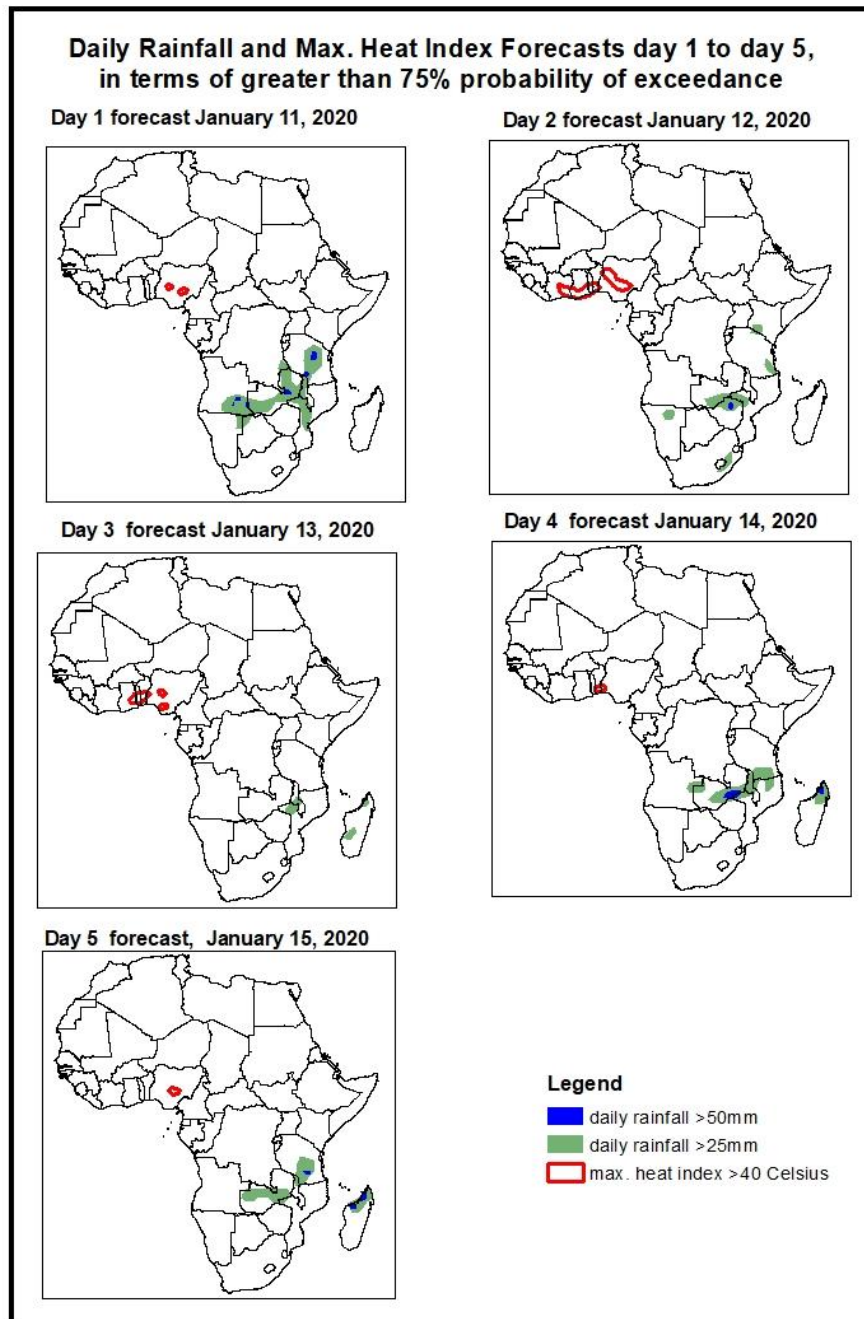 Daily Rainfall and Max. Heat Index Forecasts day 1 to day 5,
in terms of greater than 75% probability of exceedance
Day 1 forecast January 11, 2020
Day 2 forecast January 12, 2020
Day 3 forecast January 13, 2020
Day 4 forecast January 14, 2020
Day 5 forecast, January 15, 2020
Legend
daily rainfall >50mm
daily rainfall >25mm
max. heat index >40 Celsius